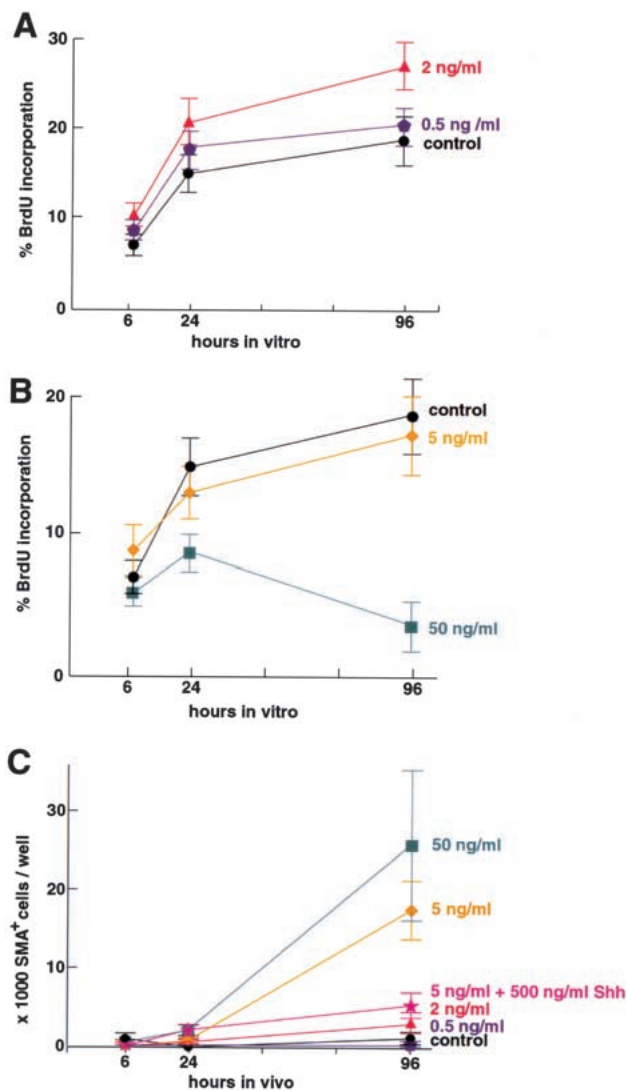 A
30
20
10
0
% BrdU incorporation
2 ng/ml
0.5 ng /ml
control
6 24 96
hours in vitro
B
20
10
0
% BrdU incorporation
control
5 ng/ml
50 ng/ml
6 24 96
hours in vitro
C
30
20
10
0
x 1000 SMA+ cells / well
50 ng/ml
5 ng/ml
5 ng/ml + 500 ng/ml Shh
2 ng/ml
0.5 ng/ml
control
6 24 96
hours in vivo